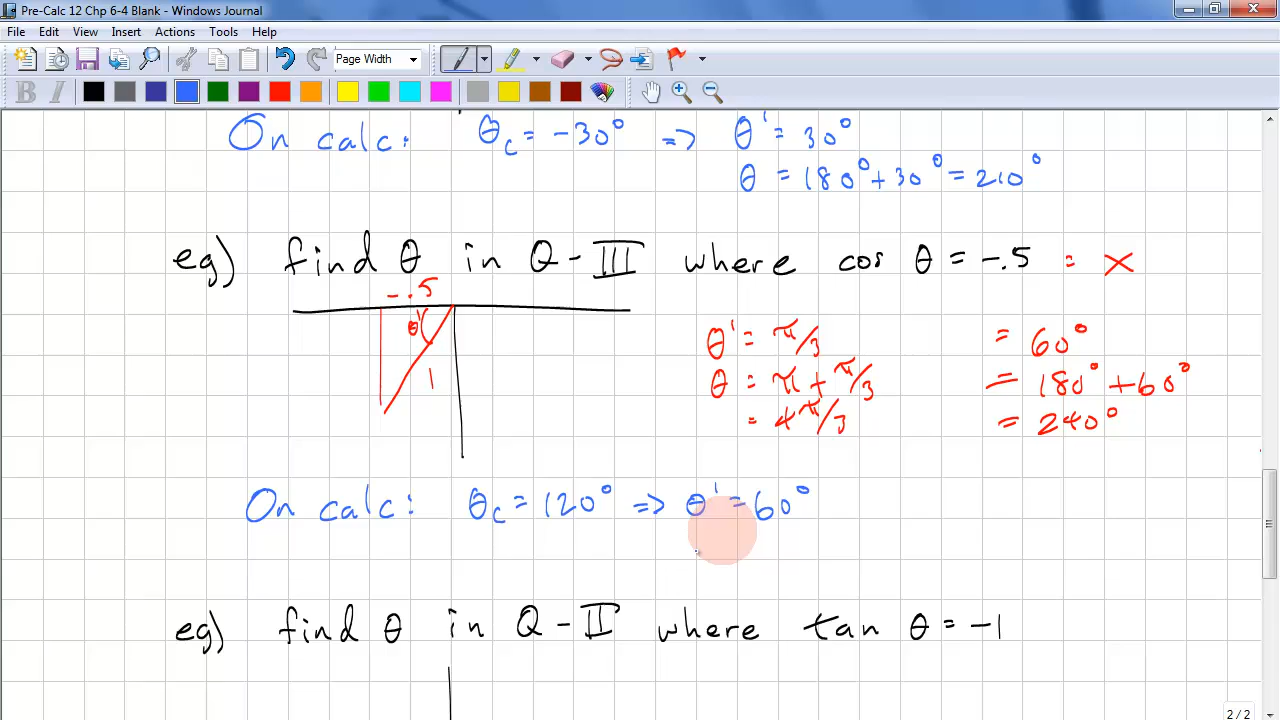 Pre-Calc 12 Chp 6-4 Blank - Windows Journal
File Edit View Insert Actions Tools Help
Page Width
B I
On calc: θc = -30° => θ' = 30°
θ = 180° + 30° = 210°
eg) find θ in Q-III where cos θ = -.5 = x
-.5
θ'
1
θ' = π/3 = 60°
θ = π + π/3 = 180° + 60°
= 4π/3 = 240°
On calc: θc = 120° => θ' = 60°
eg) find θ in Q-II where tan θ = -1
2/2